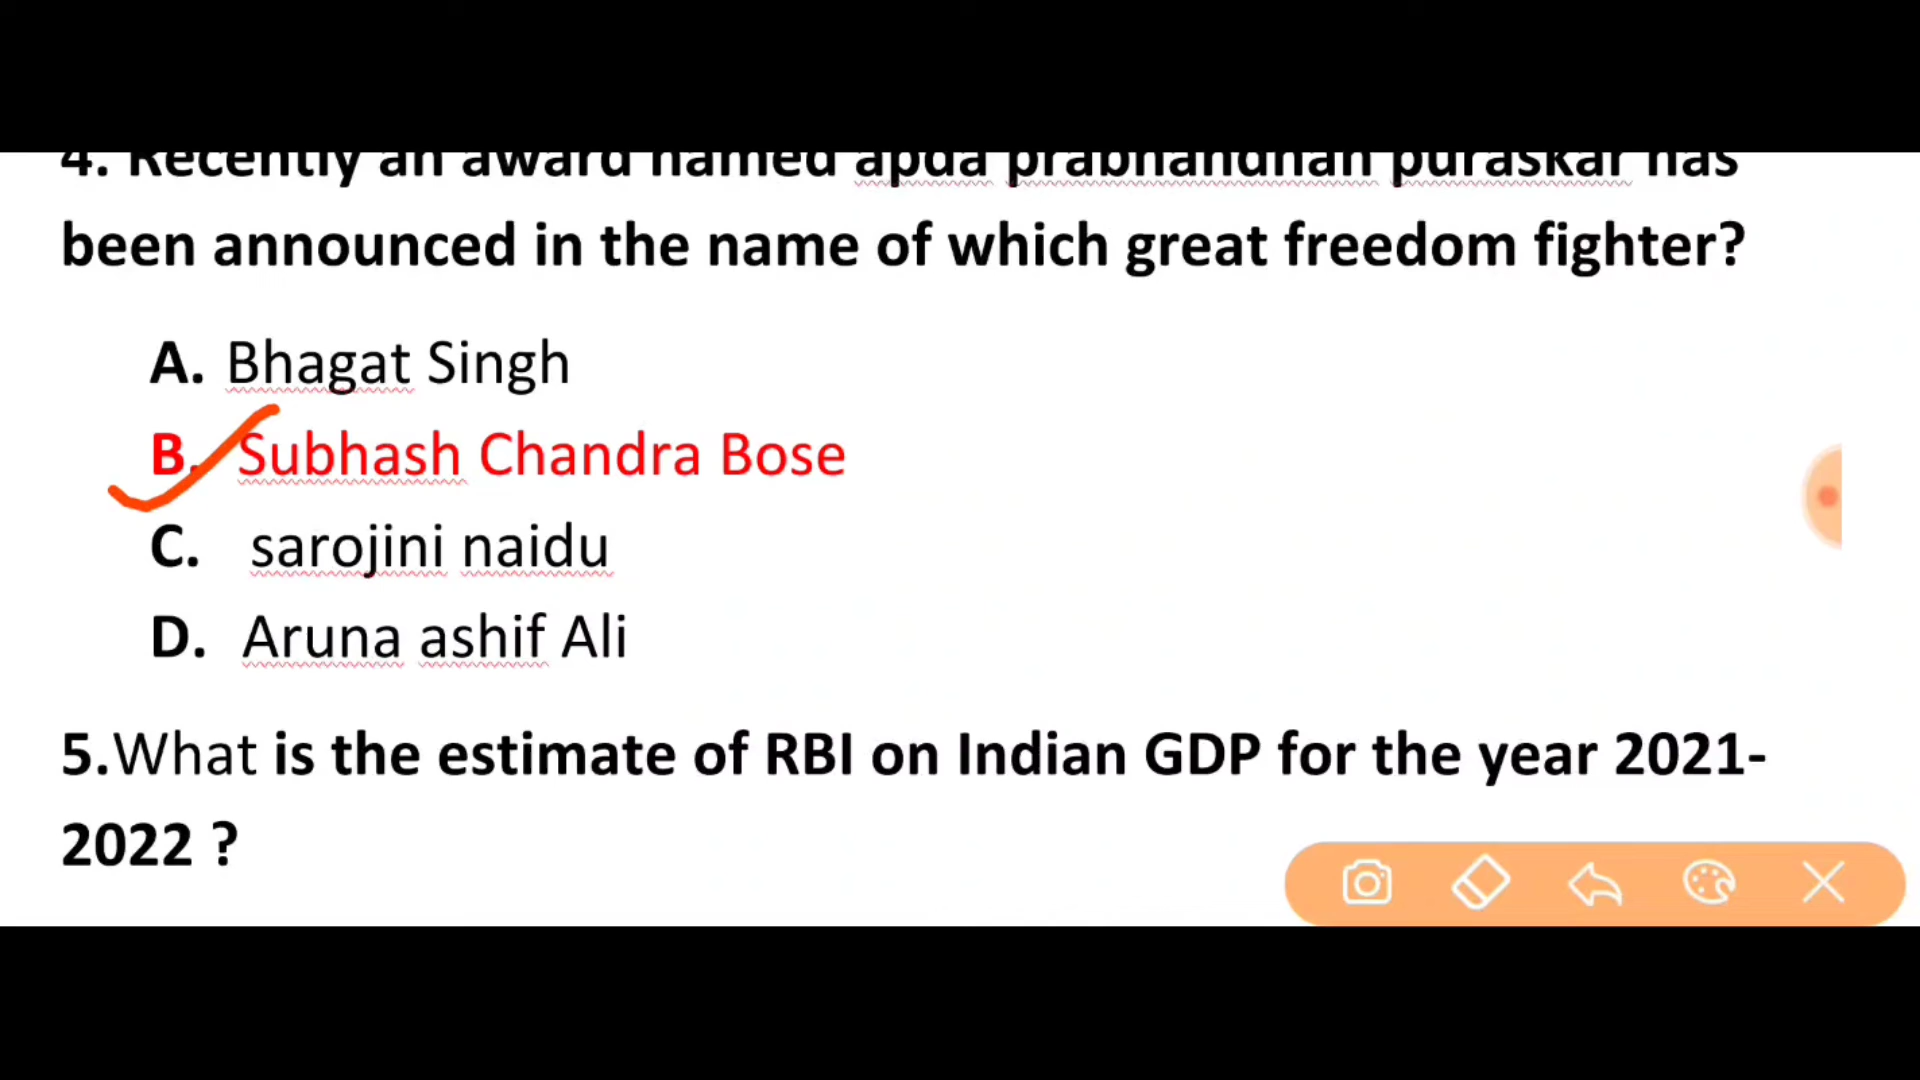 4. Recently an award named apda prabhandhan puraskar has
been announced in the name of which great freedom fighter?
A. Bhagat Singh
B. Subhash Chandra Bose
C. sarojini naidu
D. Aruna ashif Ali
5.What is the estimate of RBI on Indian GDP for the year 2021-
2022 ?